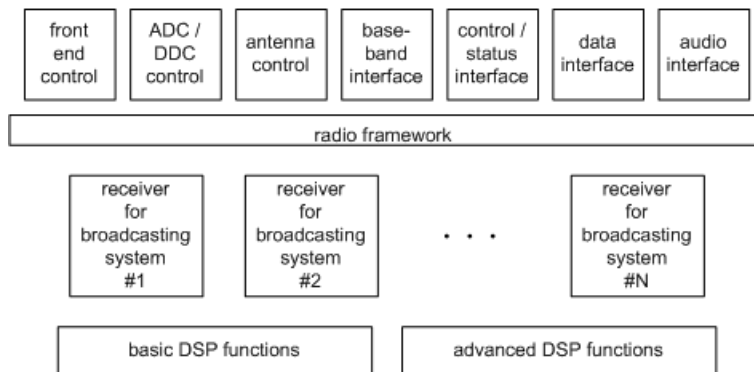 front
end
control
ADC /
DDC
control
antenna
control
base-
band
interface
control /
status
interface
data
interface
audio
interface
radio framework
receiver
for
broadcasting
system
#1
receiver
for
broadcasting
system
#2
. . .
receiver
for
broadcasting
system
#N
basic DSP functions
advanced DSP functions